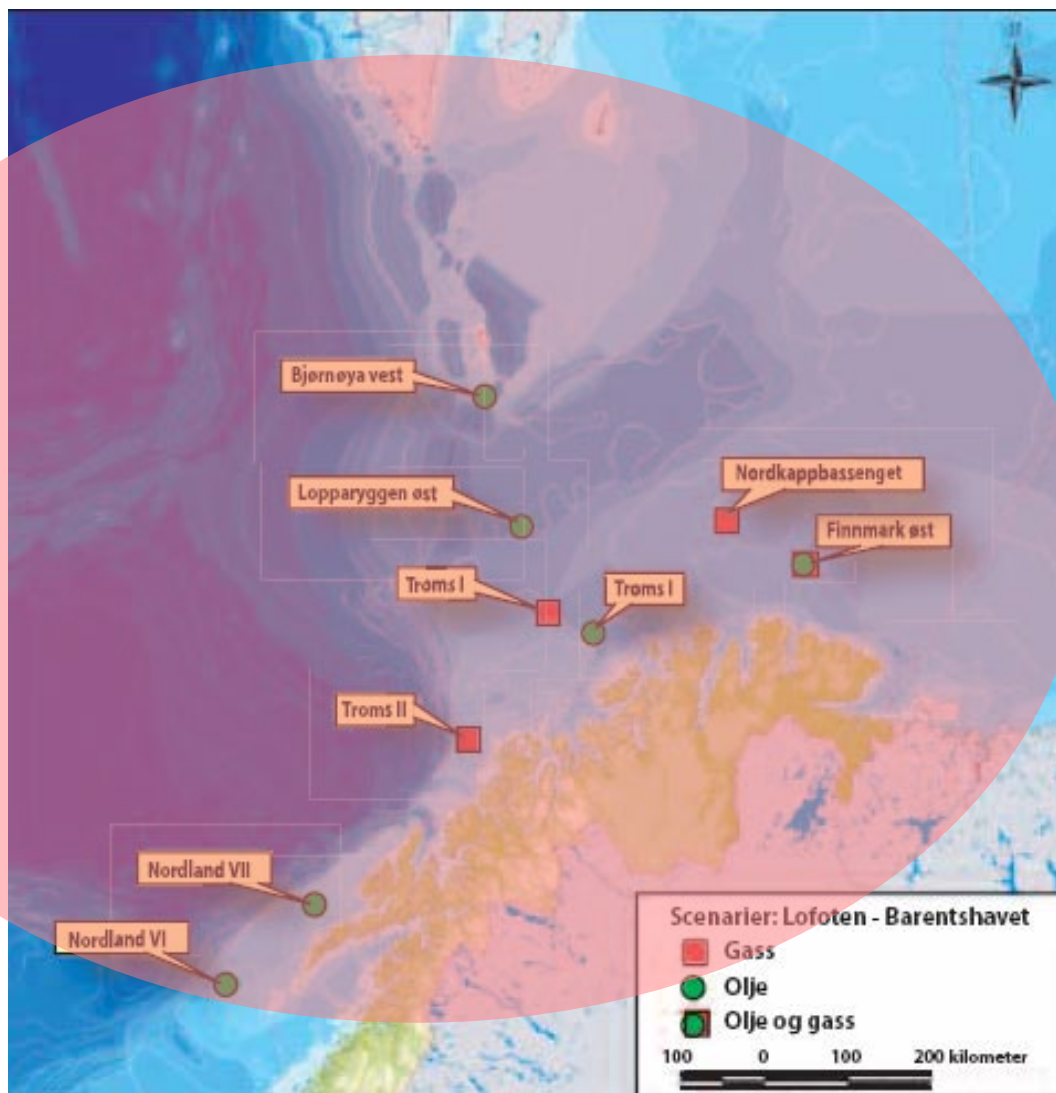 Bjørnøya vest
Nordkappbassenget
Lopparyggen øst
Finnmark øst
Troms I
Troms I
Troms II
Nordland VII
Nordland VI
Scenarier: Lofoten - Barentshavet
Gass
Olje
Olje og gass
100 0 100 200 kilometer